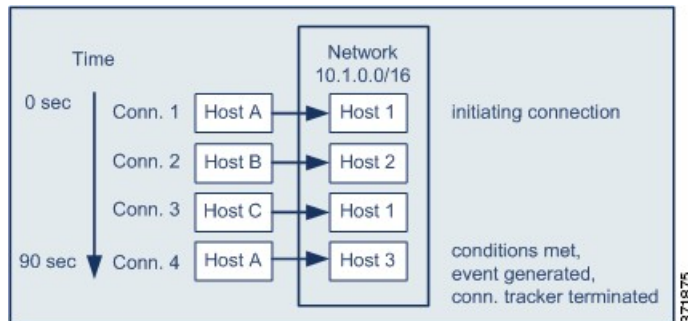 Time
Network
10.1.0.0/16
0 sec
Conn. 1 Host A Host 1 initiating connection
Conn. 2 Host B Host 2
Conn. 3 Host C Host 1
90 sec Conn. 4 Host A Host 3 conditions met,
event generated,
conn. tracker terminated
371875